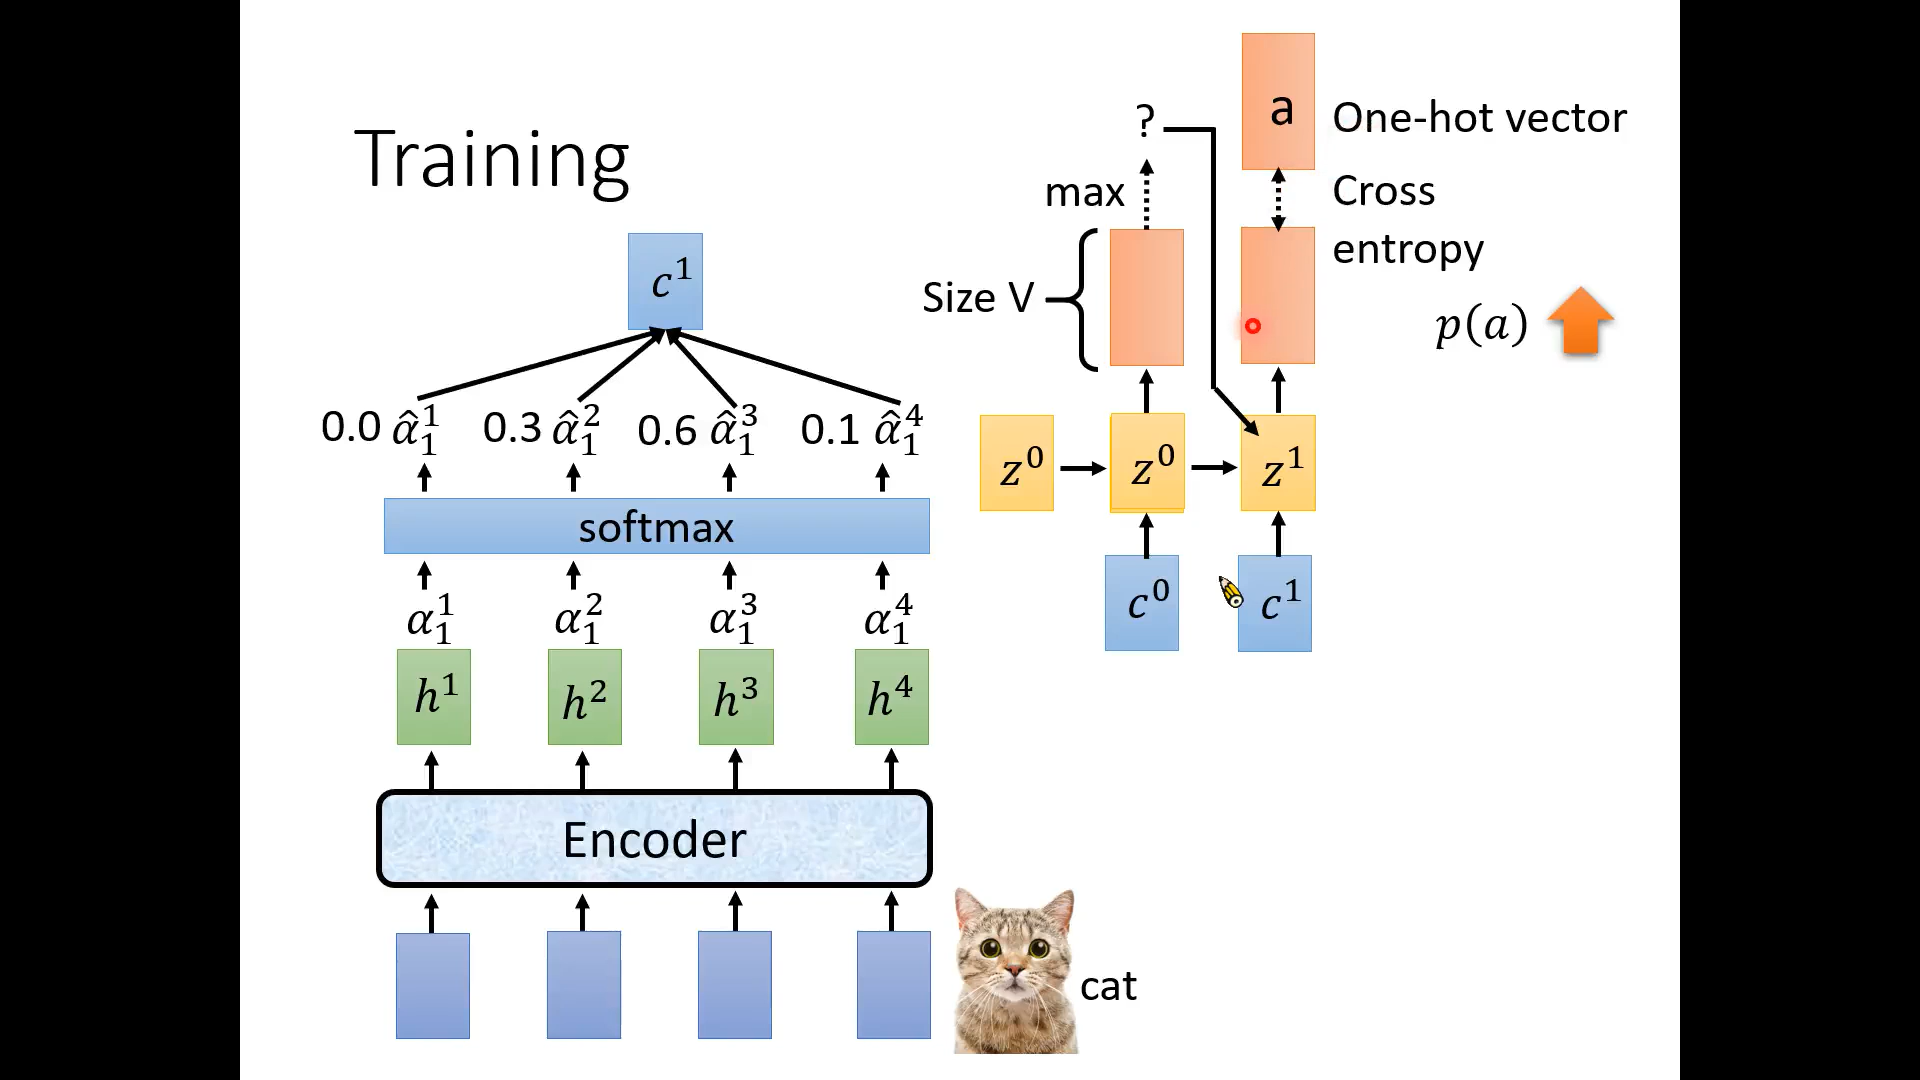 Training
c¹
0.0 α̂₁¹ 0.3 α̂₁² 0.6 α̂₁³ 0.1 α̂₁⁴
softmax
α₁¹ α₁² α₁³ α₁⁴
h¹ h² h³ h⁴
Encoder
cat
?
a
One-hot vector
max
Cross
entropy
Size V
p(a)
z⁰ z⁰ z¹
c⁰ c¹